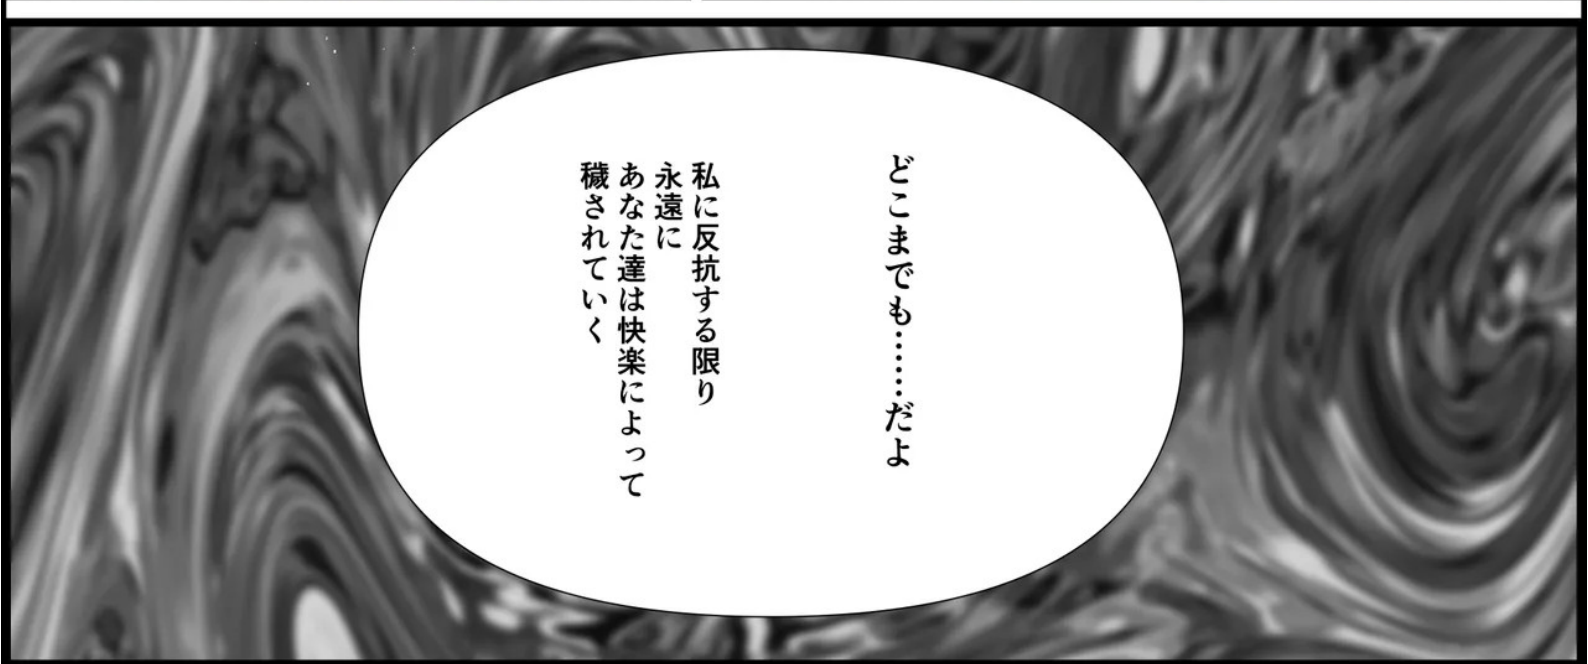 どこまでも……だよ
私に反抗する限り
永遠に
あなた達は快楽によって
穢されていく